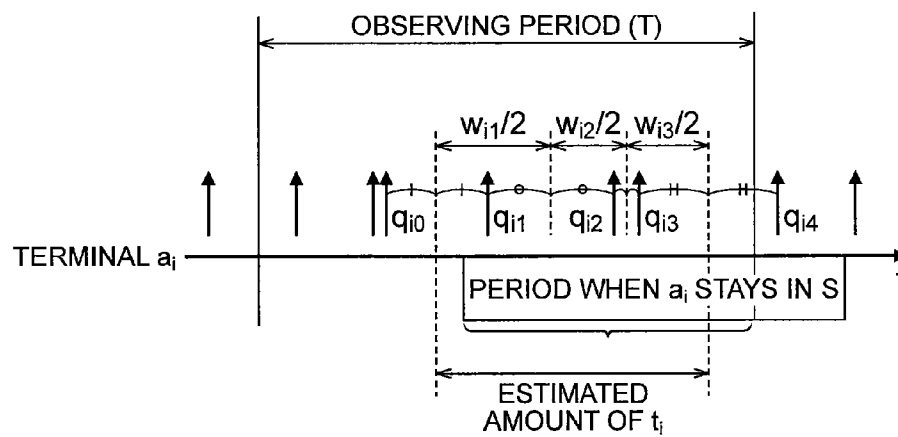 OBSERVING PERIOD (T)
wi1/2 wi2/2 wi3/2
qi0 qi1 qi2 qi3 qi4
TERMINAL ai
PERIOD WHEN ai STAYS IN S
ESTIMATED
AMOUNT OF ti